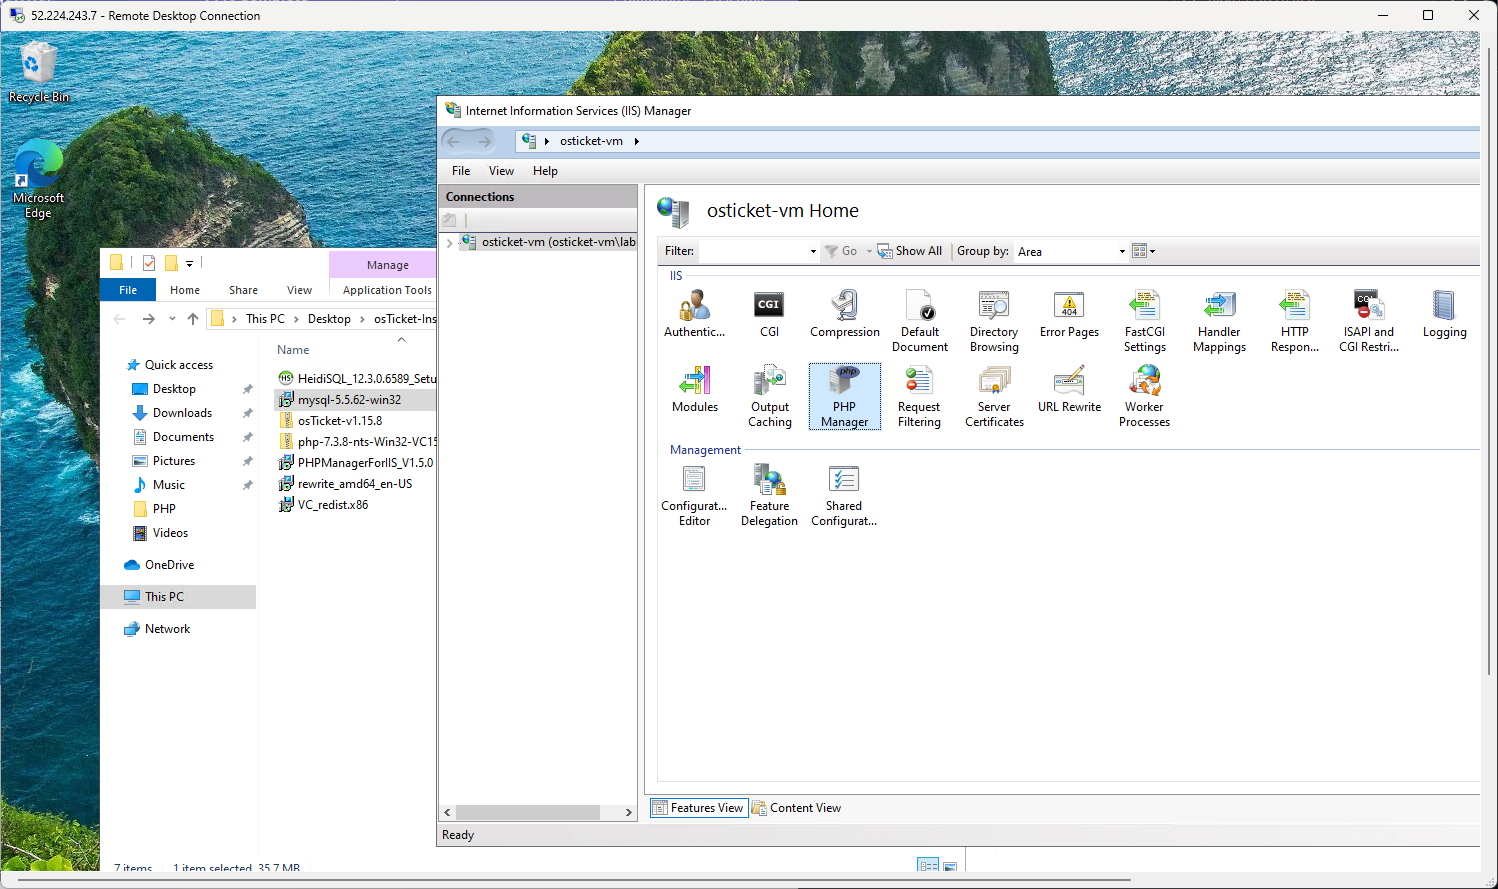 52.224.243.7 - Remote Desktop Connection
Recycle Bin
Microsoft
Edge
Internet Information Services (IIS) Manager
osticket-vm
File View Help
Connections
osticket-vm (osticket-vm\lab
osticket-vm Home
Filter: Go Show All Group by: Area
IIS
Authentic...
CGI
CGI
Compression
Default
Document
Directory
Browsing
404
Error Pages
FastCGI
Settings
Handler
Mappings
HTTP
Respon...
CGI
ISAPI and
CGI Restri...
Logging
Modules
Output
Caching
php
PHP
Manager
Request
Filtering
Server
Certificates
URL Rewrite
Worker
Processes
Management
Configurat...
Editor
Feature
Delegation
Shared
Configurat...
Features View Content View
Ready
Manage
File Home Share View Application Tools
This PC Desktop osTicket-Ins
Quick access
Desktop
Downloads
Documents
Pictures
Music
PHP
Videos
OneDrive
This PC
Network
Name
HS
HeidiSQL_12.3.0.6589_Setu
mysql-5.5.62-win32
osTicket-v1.15.8
php-7.3.8-nts-Win32-VC15
PHPManagerForIIS_V1.5.0
rewrite_amd64_en-US
VC_redist.x86
7 items 1 item selected 35.7 MB